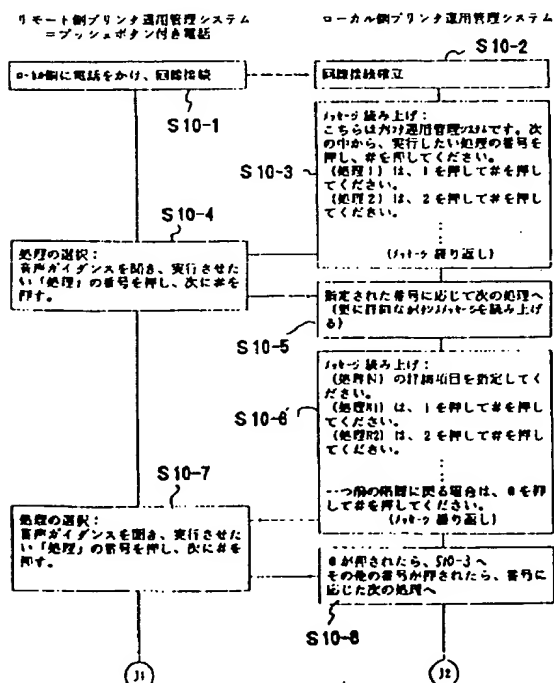 リモート側プリンタ運用管理システム
=プッシュボタン付き電話
ローカル側プリンタ運用管理システム
S10-2
ローカル側に電話をかけ、回線接続
回線接続確立
S10-1
メッセージ読み上げ:
こちらはプリンタ運用管理システムです。次
の中から、実行したい処理の番号を
押し、#を押してください。
(処理1)は、1を押して#を押し
てください。
(処理2)は、2を押して#を押し
てください。
⋮
(メッセージ繰り返し)
S10-3
S10-4
処理の選択:
音声ガイダンスを聞き、実行させた
い「処理」の番号を押し、次に#を
押す。
指定された番号に応じて次の処理へ
(更に詳細なガイダンスメッセージを読み上げ
る)
S10-5
メッセージ読み上げ:
(処理N)の詳細項目を指定してく
ださい。
(処理N1)は、1を押して#を押し
てください。
(処理N2)は、2を押して#を押し
てください。
⋮
一つ前の階層に戻る場合は、0を押
して#を押してください。
(メッセージ繰り返し)
S10-6
S10-7
処理の選択:
音声ガイダンスを聞き、実行させた
い「処理」の番号を押し、次に#を
押す。
0が押されたら、S10-3へ
その他の番号が押されたら、番号に
応じた次の処理へ
S10-8
J1
J2